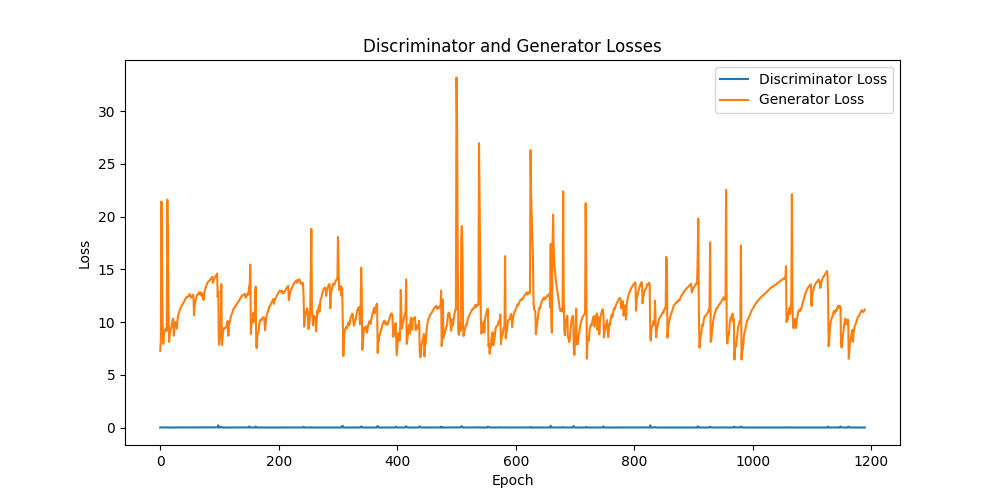 Discriminator and Generator Losses
Discriminator Loss
Generator Loss
30
25
20
15
10
5
0
Loss
0 200 400 600 800 1000 1200
Epoch